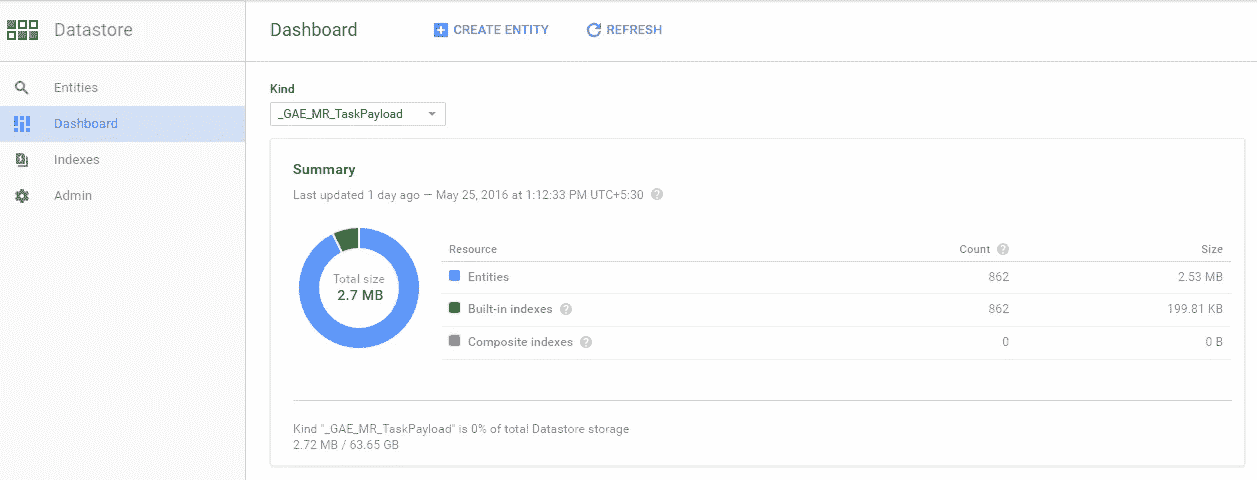 Datastore
Dashboard
CREATE ENTITY
REFRESH
Entities
Dashboard
Indexes
Admin
Kind
_GAE_MR_TaskPayload
Summary
Last updated 1 day ago — May 25, 2016 at 1:12:33 PM UTC+5:30 ?
Total size
2.7 MB
Resource Count ? Size
Entities 862 2.53 MB
Built-in indexes ? 862 199.81 KB
Composite indexes ? 0 0 B
Kind "_GAE_MR_TaskPayload" is 0% of total Datastore storage
2.72 MB / 63.65 GB